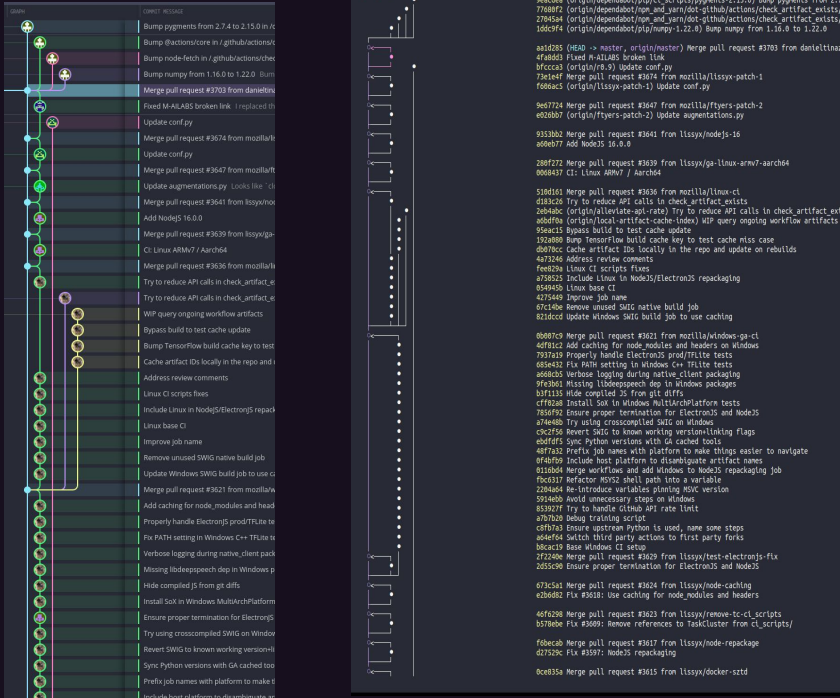 GRAPH COMMIT MESSAGE
Bump pygments from 2.7.4 to 2.15.0 in /c
Bump @actions/core in /.github/actions/c
Bump node-fetch in /.github/actions/chec
Bump numpy from 1.16.0 to 1.22.0 Bum
Merge pull request #3703 from danieltina
Fixed M-AILABS broken link I replaced th
Update conf.py
Merge pull request #3674 from mozilla/lis
Update conf.py
Merge pull request #3647 from mozilla/ft
Update augmentations.py Looks like `cl
Merge pull request #3641 from lissyx/noc
Add NodeJS 16.0.0
Merge pull request #3639 from lissyx/ga-
CI: Linux ARMv7 / Aarch64
Merge pull request #3636 from mozilla/li
Try to reduce API calls in check_artifact_ex
Try to reduce API calls in check_artifact_e
WIP query ongoing workflow artifacts
Bypass build to test cache update
Bump TensorFlow build cache key to test
Cache artifact IDs locally in the repo and
Address review comments
Linux CI scripts fixes
Include Linux in NodeJS/ElectronJS repack
Linux base CI
Improve job name
Remove unused SWIG native build job
Update Windows SWIG build job to use ca
Merge pull request #3621 from mozilla/w
Add caching for node_modules and heade
Properly handle ElectronJS prod/TFLite te
Fix PATH setting in Windows C++ TFLite te
Verbose logging during native_client pack
Missing libdeepspeech dep in Windows p
Hide compiled JS from git diffs
Install SoX in Windows MultiArchPlatform
Ensure proper termination for ElectronJS
Try using crosscompiled SWIG on Window
Revert SWIG to known working version+li
Sync Python versions with GA cached too
Prefix job names with platform to make t
Include host platform to disambiguate ar
77680f2 (origin/dependabot/npm_and_yarn/dot-github/actions/check_artifact_exists/
27045a4 (origin/dependabot/npm_and_yarn/dot-github/actions/check_artifact_exists/
1ddc9f4 (origin/dependabot/pip/numpy-1.22.0) Bump numpy from 1.16.0 to 1.22.0
aa1d285 (HEAD -> master, origin/master) Merge pull request #3703 from danieltinaz
4fa8dd3 Fixed M-AILABS broken link
bfccca3 (origin/r0.9) Update conf.py
73e1e4f Merge pull request #3674 from mozilla/lissyx-patch-1
f606ac5 (origin/lissyx-patch-1) Update conf.py
9e67724 Merge pull request #3647 from mozilla/ftyers-patch-2
e026bb7 (origin/ftyers-patch-2) Update augmentations.py
9353bb2 Merge pull request #3641 from lissyx/nodejs-16
a60eb77 Add NodeJS 16.0.0
280f272 Merge pull request #3639 from lissyx/ga-linux-armv7-aarch64
0068437 CI: Linux ARMv7 / Aarch64
510d161 Merge pull request #3636 from mozilla/linux-ci
d183c26 Try to reduce API calls in check_artifact_exists
2eb4abc (origin/alleviate-api-rate) Try to reduce API calls in check_artifact_exi
a6bdf0a (origin/local-artifact-cache-index) WIP query ongoing workflow artifacts
95eac15 Bypass build to test cache update
192a080 Bump TensorFlow build cache key to test cache miss case
db070cc Cache artifact IDs locally in the repo and update on rebuilds
4a73246 Address review comments
fee829a Linux CI scripts fixes
a750525 Include Linux in NodeJS/ElectronJS repackaging
054945b Linux base CI
4275449 Improve job name
67c14be Remove unused SWIG native build job
821dccd Update Windows SWIG build job to use caching
0b007c9 Merge pull request #3621 from mozilla/windows-ga-ci
4df81c2 Add caching for node_modules and headers on Windows
7937a19 Properly handle ElectronJS prod/TFLite tests
685e432 Fix PATH setting in Windows C++ TFLite tests
a668cb5 Verbose logging during native_client packaging
9fe3b61 Missing libdeepspeech dep in Windows packages
b3f1135 Hide compiled JS from git diffs
cff02a8 Install SoX in Windows MultiArchPlatform tests
7856f92 Ensure proper termination for ElectronJS and NodeJS
a74e48b Try using crosscompiled SWIG on Windows
c9c2f56 Revert SWIG to known working version+linking flags
ebdfdf5 Sync Python versions with GA cached tools
48f7a32 Prefix job names with platform to make things easier to navigate
0f4bfb9 Include host platform to disambiguate artifact names
0116bd4 Merge workflows and add Windows to NodeJS repackaging job
fbc6317 Refactor MSYS2 shell path into a variable
2204a64 Re-introduce variables pinning MSVC version
5914ebb Avoid unnecessary steps on Windows
853927f Try to handle GitHub API rate limit
a7b7b20 Debug training script
c8fb7a3 Ensure upstream Python is used, name some steps
a64ef64 Switch third party actions to first party forks
b8cac19 Base Windows CI setup
2f2240e Merge pull request #3629 from lissyx/test-electronjs-fix
2d55c90 Ensure proper termination for ElectronJS and NodeJS
673c5a1 Merge pull request #3624 from lissyx/node-caching
e2b6d82 Fix #3618: Use caching for node_modules and headers
46f6298 Merge pull request #3623 from lissyx/remove-tc-ci_scripts
b578ebe Fix #3609: Remove references to TaskCluster from ci_scripts/
f6becab Merge pull request #3617 from lissyx/node-repackage
d27529c Fix #3597: NodeJS repackaging
0ce835a Merge pull request #3615 from lissyx/docker-sztd